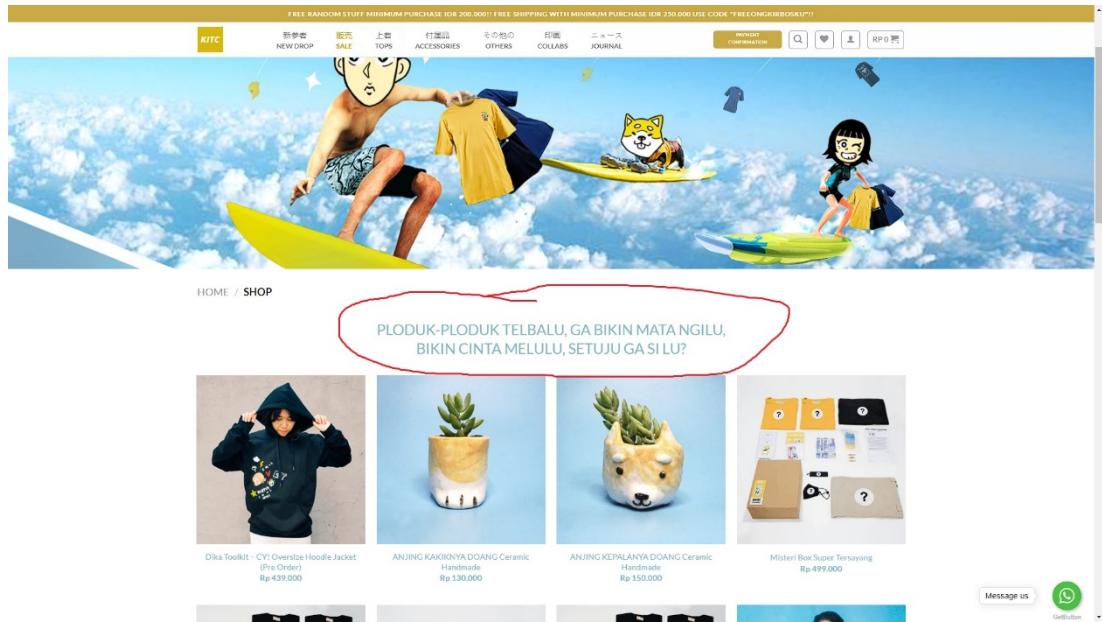 FREE RANDOM STUFF MINIMUM PURCHASE IDR 200.000!! FREE SHIPPING WITH MINIMUM PURCHASE IDR 250.000 USE CODE "FREEONGKIRBOSKU"!!
KITC
新参者 販売 上着 付属品 その他の 印画 ニュース
NEW DROP SALE TOPS ACCESSORIES OTHERS COLLABS JOURNAL
PAYMENT
CONFIRMATION
RP 0
HOME / SHOP
PLODUK-PLODUK TELBALU, GA BIKIN MATA NGILU,
BIKIN CINTA MELULU, SETUJU GA SI LU?
Dika Toolkit – CY! Oversize Hoodie Jacket
(Pre Order)
Rp 439.000
ANJING KAKIKNYA DOANG Ceramic
Handmade
Rp 130.000
ANJING KEPALANYA DOANG Ceramic
Handmade
Rp 150.000
? ? ?
? ?
Misteri Box Super Tersayang
Rp 499.000
Message us
GetButton